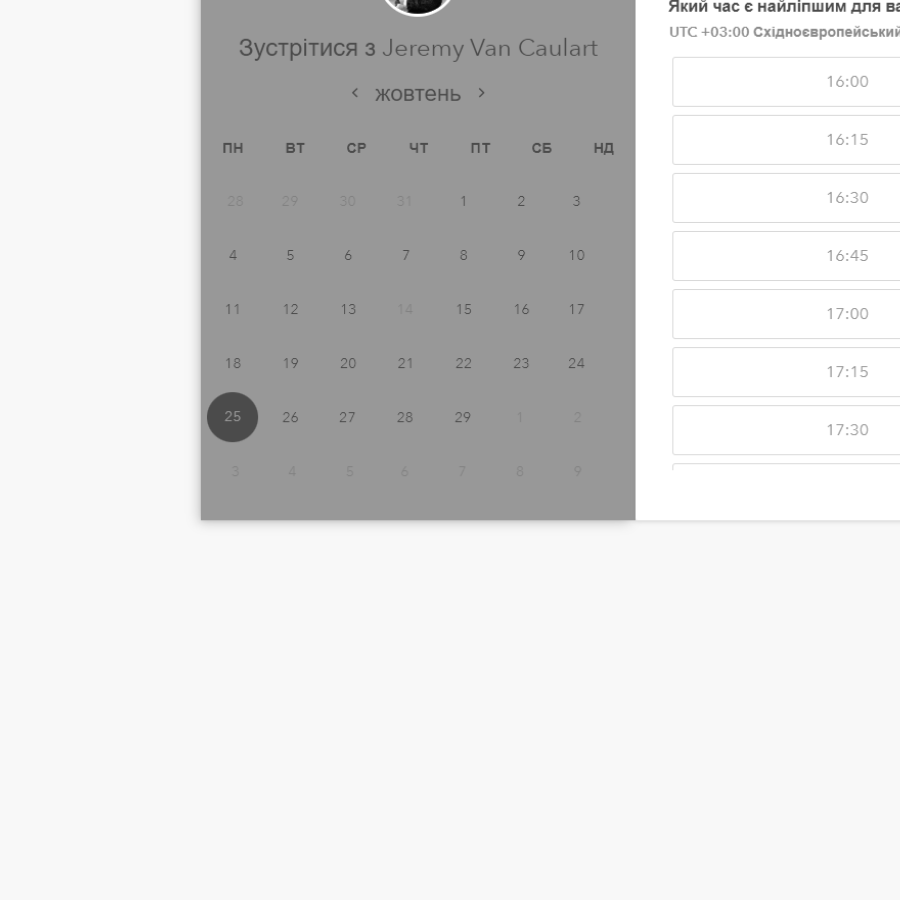 Зустрітися з Jeremy Van Caulart
жовтень
ПН ВТ СР ЧТ ПТ СБ НД
28 29 30 31 1 2 3
4 5 6 7 8 9 10
11 12 13 14 15 16 17
18 19 20 21 22 23 24
25 26 27 28 29 1 2
3 4 5 6 7 8 9
Який час є найліпшим для
UTC +03:00 Східноєвропейський
16:00
16:15
16:30
16:45
17:00
17:15
17:30